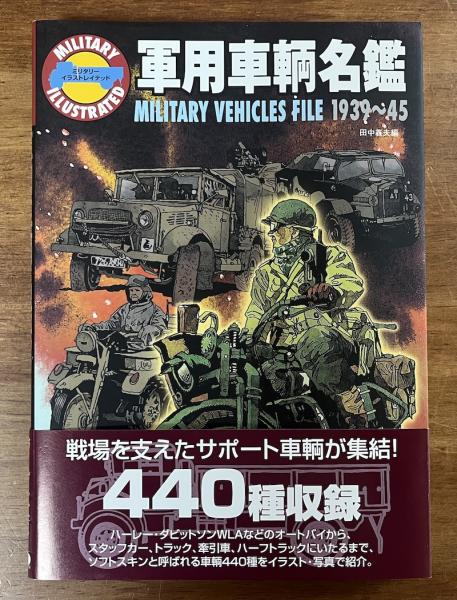 MILITARY
ミリタリー
イラストレイテッド
ILLUSTRATED
軍用車輌名鑑
MILITARY VEHICLES FILE 1939~45
田中義夫編
戦場を支えたサポート車輌が集結!
440種収録
ハーレー・ダビットソンWLAなどのオートバイから、
スタッフカー、トラック、牽引車、ハーフトラックにいたるまで、
ソフトスキンと呼ばれる車輌440種をイラスト・写真で紹介。